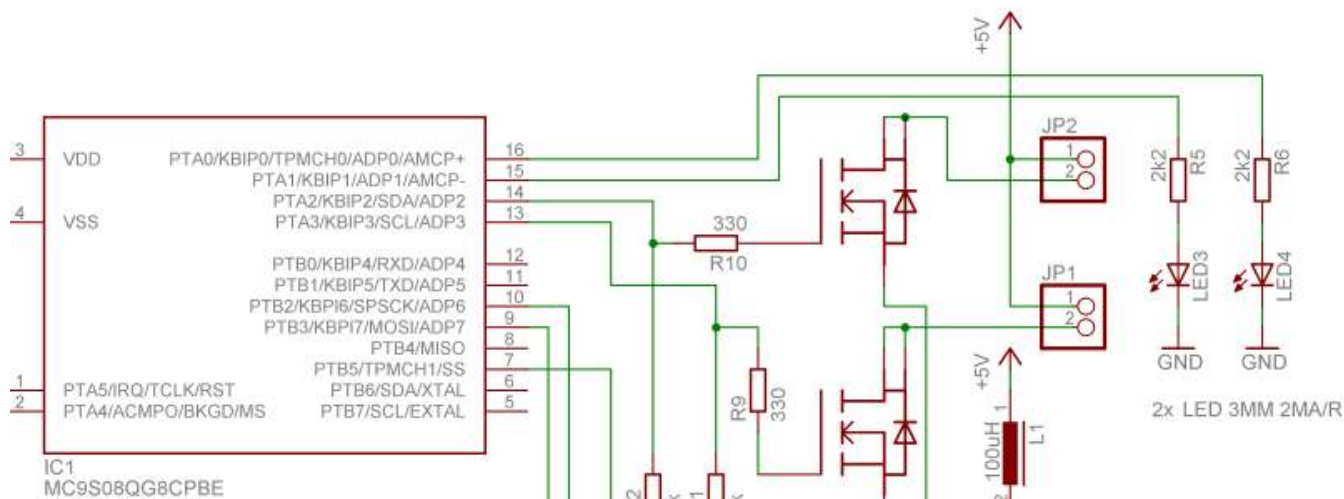 +5V
JP2
1
2
2k2
R5
2k2
R6
3
VDD
PTA0/KBIP0/TPMCH0/ADP0/AMCP+
16
PTA1/KBIP1/ADP1/AMCP-
15
PTA2/KBIP2/SDA/ADP2
14
4
VSS
PTA3/KBIP3/SCL/ADP3
13
330
R10
PTB0/KBIP4/RXD/ADP4
12
PTB1/KBIP5/TXD/ADP5
11
PTB2/KBPI6/SPSCK/ADP6
10
PTB3/KBPI7/MOSI/ADP7
9
PTB4/MISO
8
PTB5/TPMCH1/SS
7
1
PTA5/IRQ/TCLK/RST
PTB6/SDA/XTAL
6
2
PTA4/ACMPO/BKGD/MS
PTB7/SCL/EXTAL
5
IC1
MC9S08QG8CPBE
JP1
1
2
LED3
LED4
GND
GND
+5V
R9
330
1
100uH
L1
2
2x LED 3MM 2MA/R
2
1